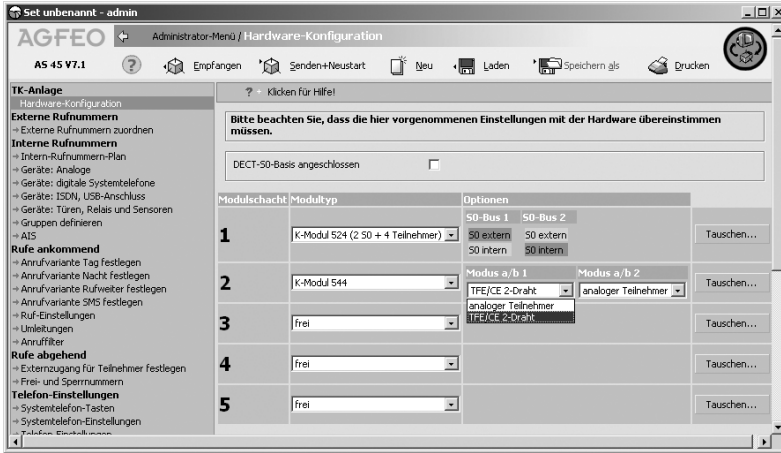 Set unbenannt - admin
AGFEO
Administrator-Menü / Hardware-Konfiguration
AS 45 V7.1
?
Empfangen
Senden+Neustart
Neu
Laden
Speichern als
Drucken
TK-Anlage
Hardware-Konfiguration
Externe Rufnummern
Externe Rufnummern zuordnen
Interne Rufnummern
Intern-Rufnummern-Plan
Geräte: Analoge
Geräte: digitale Systemtelefone
Geräte: ISDN, USB-Anschluss
Geräte: Türen, Relais und Sensoren
Gruppen definieren
AIS
Rufe ankommend
Anrufvariante Tag festlegen
Anrufvariante Nacht festlegen
Anrufvariante Rufweiter festlegen
Anrufvariante SMS festlegen
Ruf-Einstellungen
Umleitungen
Anruffilter
Rufe abgehend
Externzugang für Teilnehmer festlegen
Frei- und Sperrnummern
Telefon-Einstellungen
Systemtelefon-Tasten
Systemtelefon-Einstellungen
Telefon-Einstellungen
? Klicken für Hilfe!
Bitte beachten Sie, dass die hier vorgenommenen Einstellungen mit der Hardware übereinstimmen
müssen.
DECT-S0-Basis angeschlossen
Modulschacht Modultyp Optionen
S0-Bus 1 S0-Bus 2
1 K-Modul 524 (2 S0 + 4 Teilnehmer) S0 extern S0 extern Tauschen...
S0 intern S0 intern
Modus a/b 1 Modus a/b 2
2 K-Modul 544 TFE/CE 2-Draht analoger Teilnehmer Tauschen...
analoger Teilnehmer
TFE/CE 2-Draht
3 frei Tauschen...
4 frei Tauschen...
5 frei Tauschen...